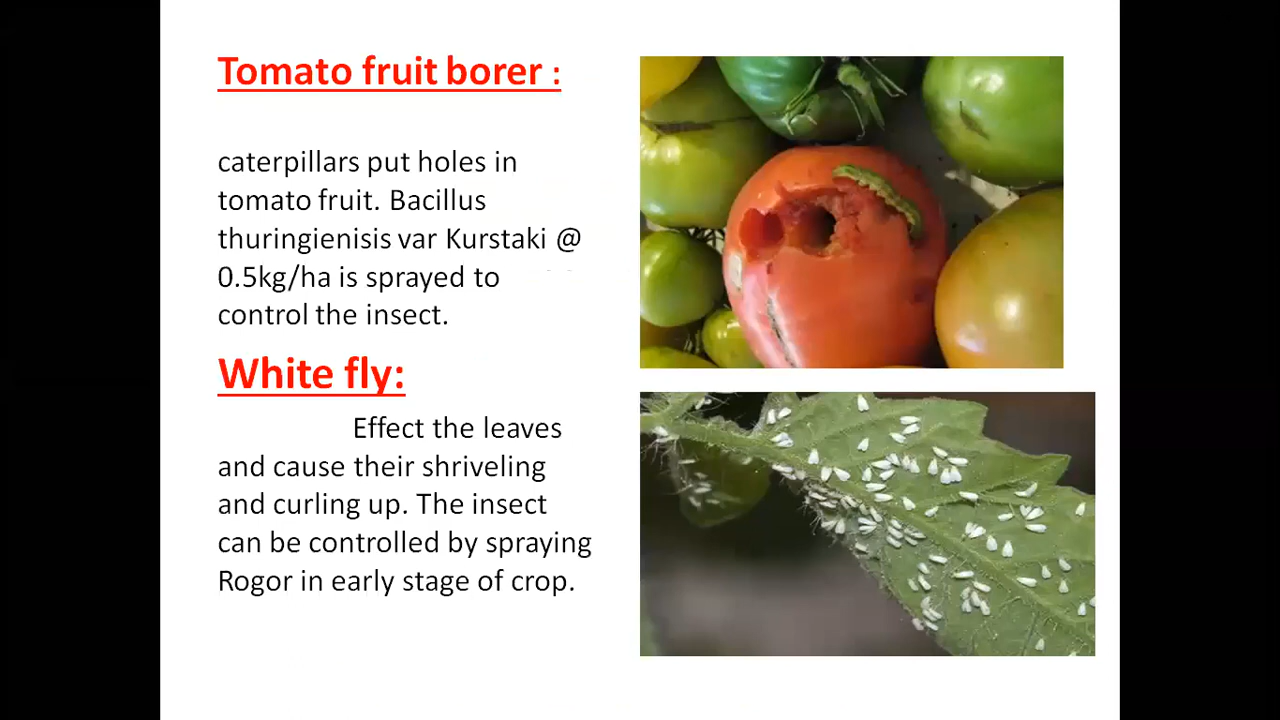 Tomato fruit borer :
caterpillars put holes in
tomato fruit. Bacillus
thuringienisis var Kurstaki @
0.5kg/ha is sprayed to
control the insect.
White fly:
Effect the leaves
and cause their shriveling
and curling up. The insect
can be controlled by spraying
Rogor in early stage of crop.